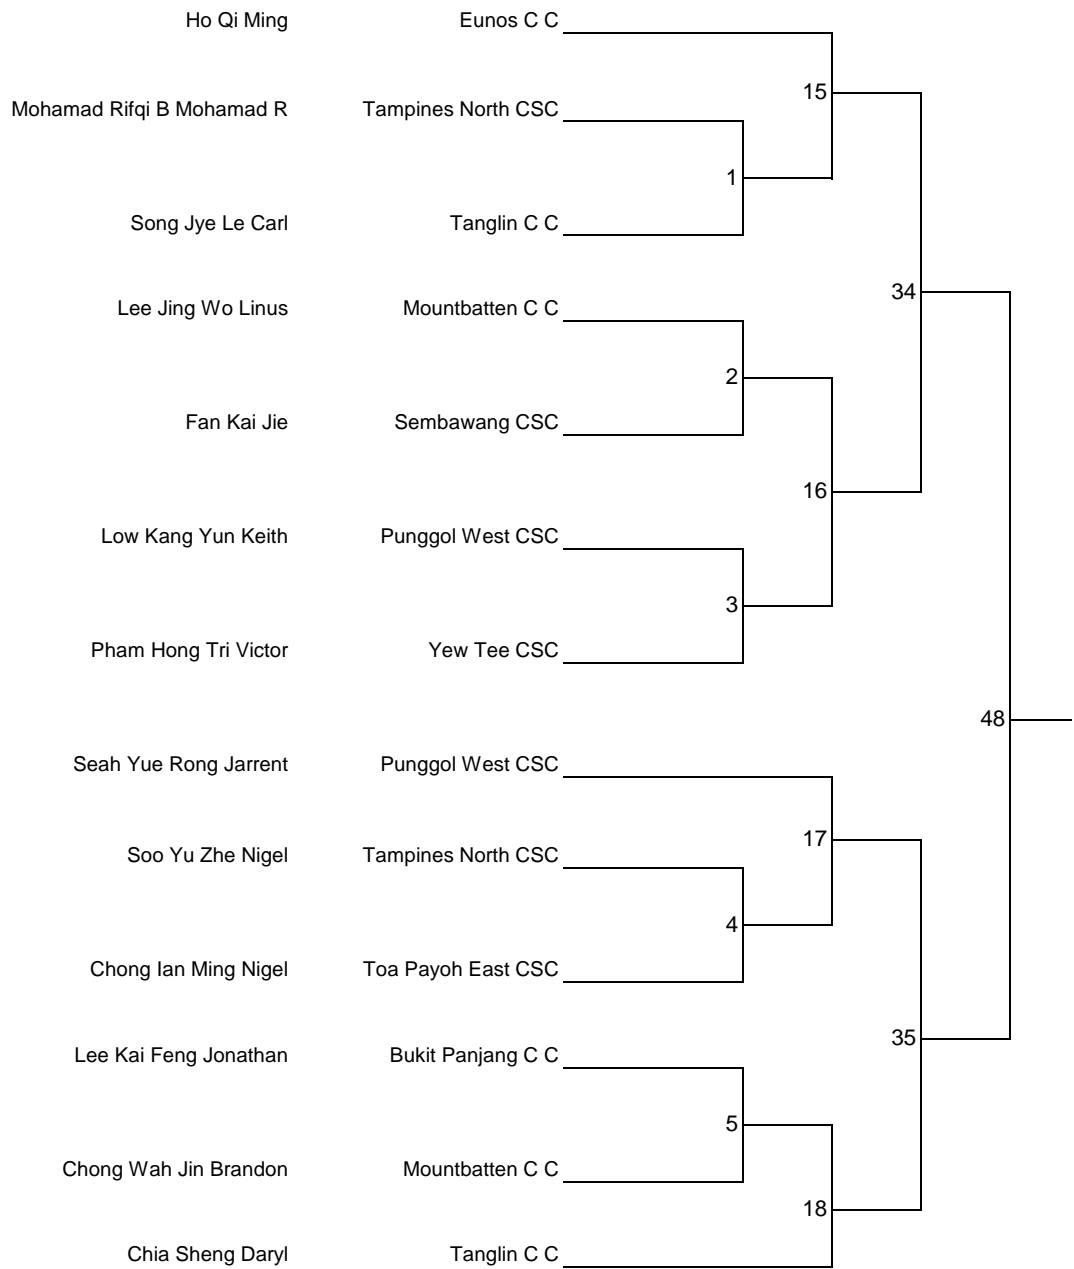 Ho Qi Ming Eunos C C
15
Mohamad Rifqi B Mohamad R Tampines North CSC
1
Song Jye Le Carl Tanglin C C
34
Lee Jing Wo Linus Mountbatten C C
2
Fan Kai Jie Sembawang CSC
16
Low Kang Yun Keith Punggol West CSC
3
Pham Hong Tri Victor Yew Tee CSC
48
Seah Yue Rong Jarrent Punggol West CSC
17
Soo Yu Zhe Nigel Tampines North CSC
4
Chong Ian Ming Nigel Toa Payoh East CSC
35
Lee Kai Feng Jonathan Bukit Panjang C C
5
Chong Wah Jin Brandon Mountbatten C C
18
Chia Sheng Daryl Tanglin C C